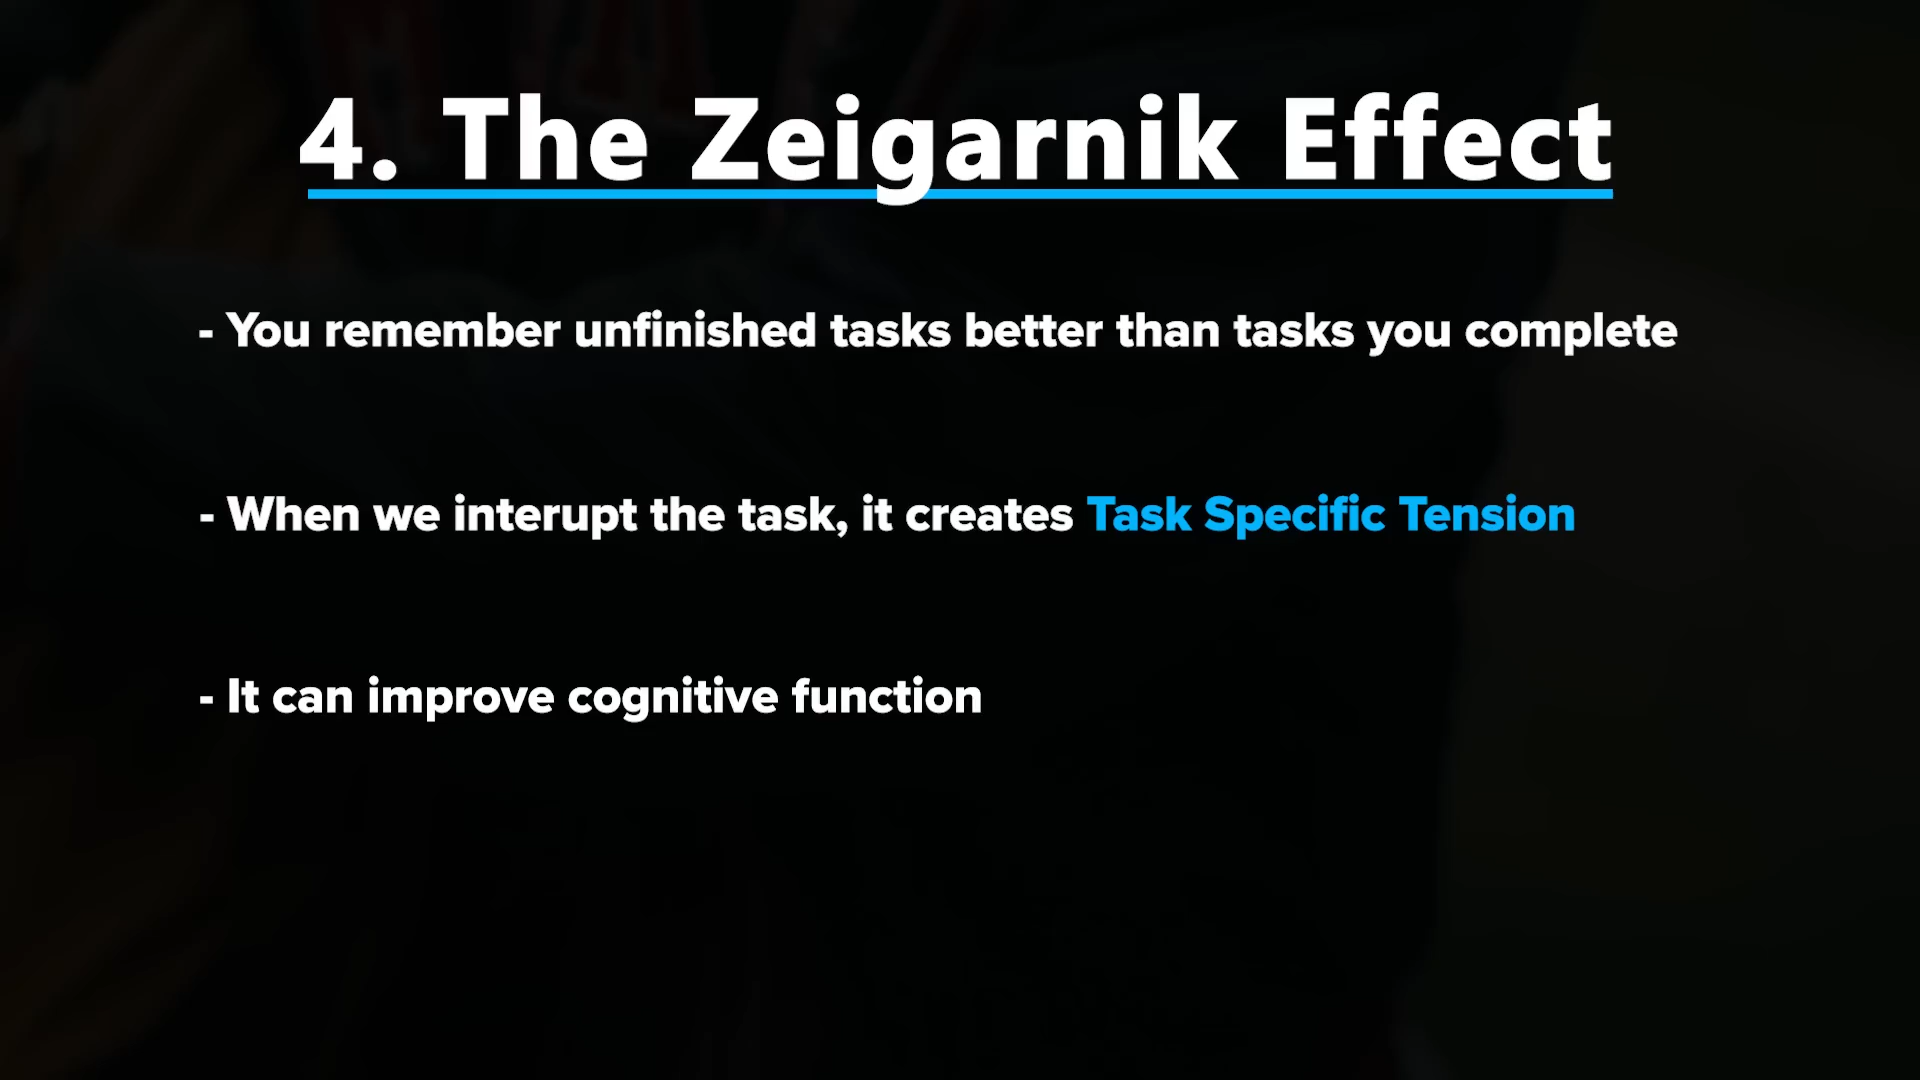 4. The Zeigarnik Effect
- You remember unfinished tasks better than tasks you complete
- When we interupt the task, it creates Task Specific Tension
- It can improve cognitive function